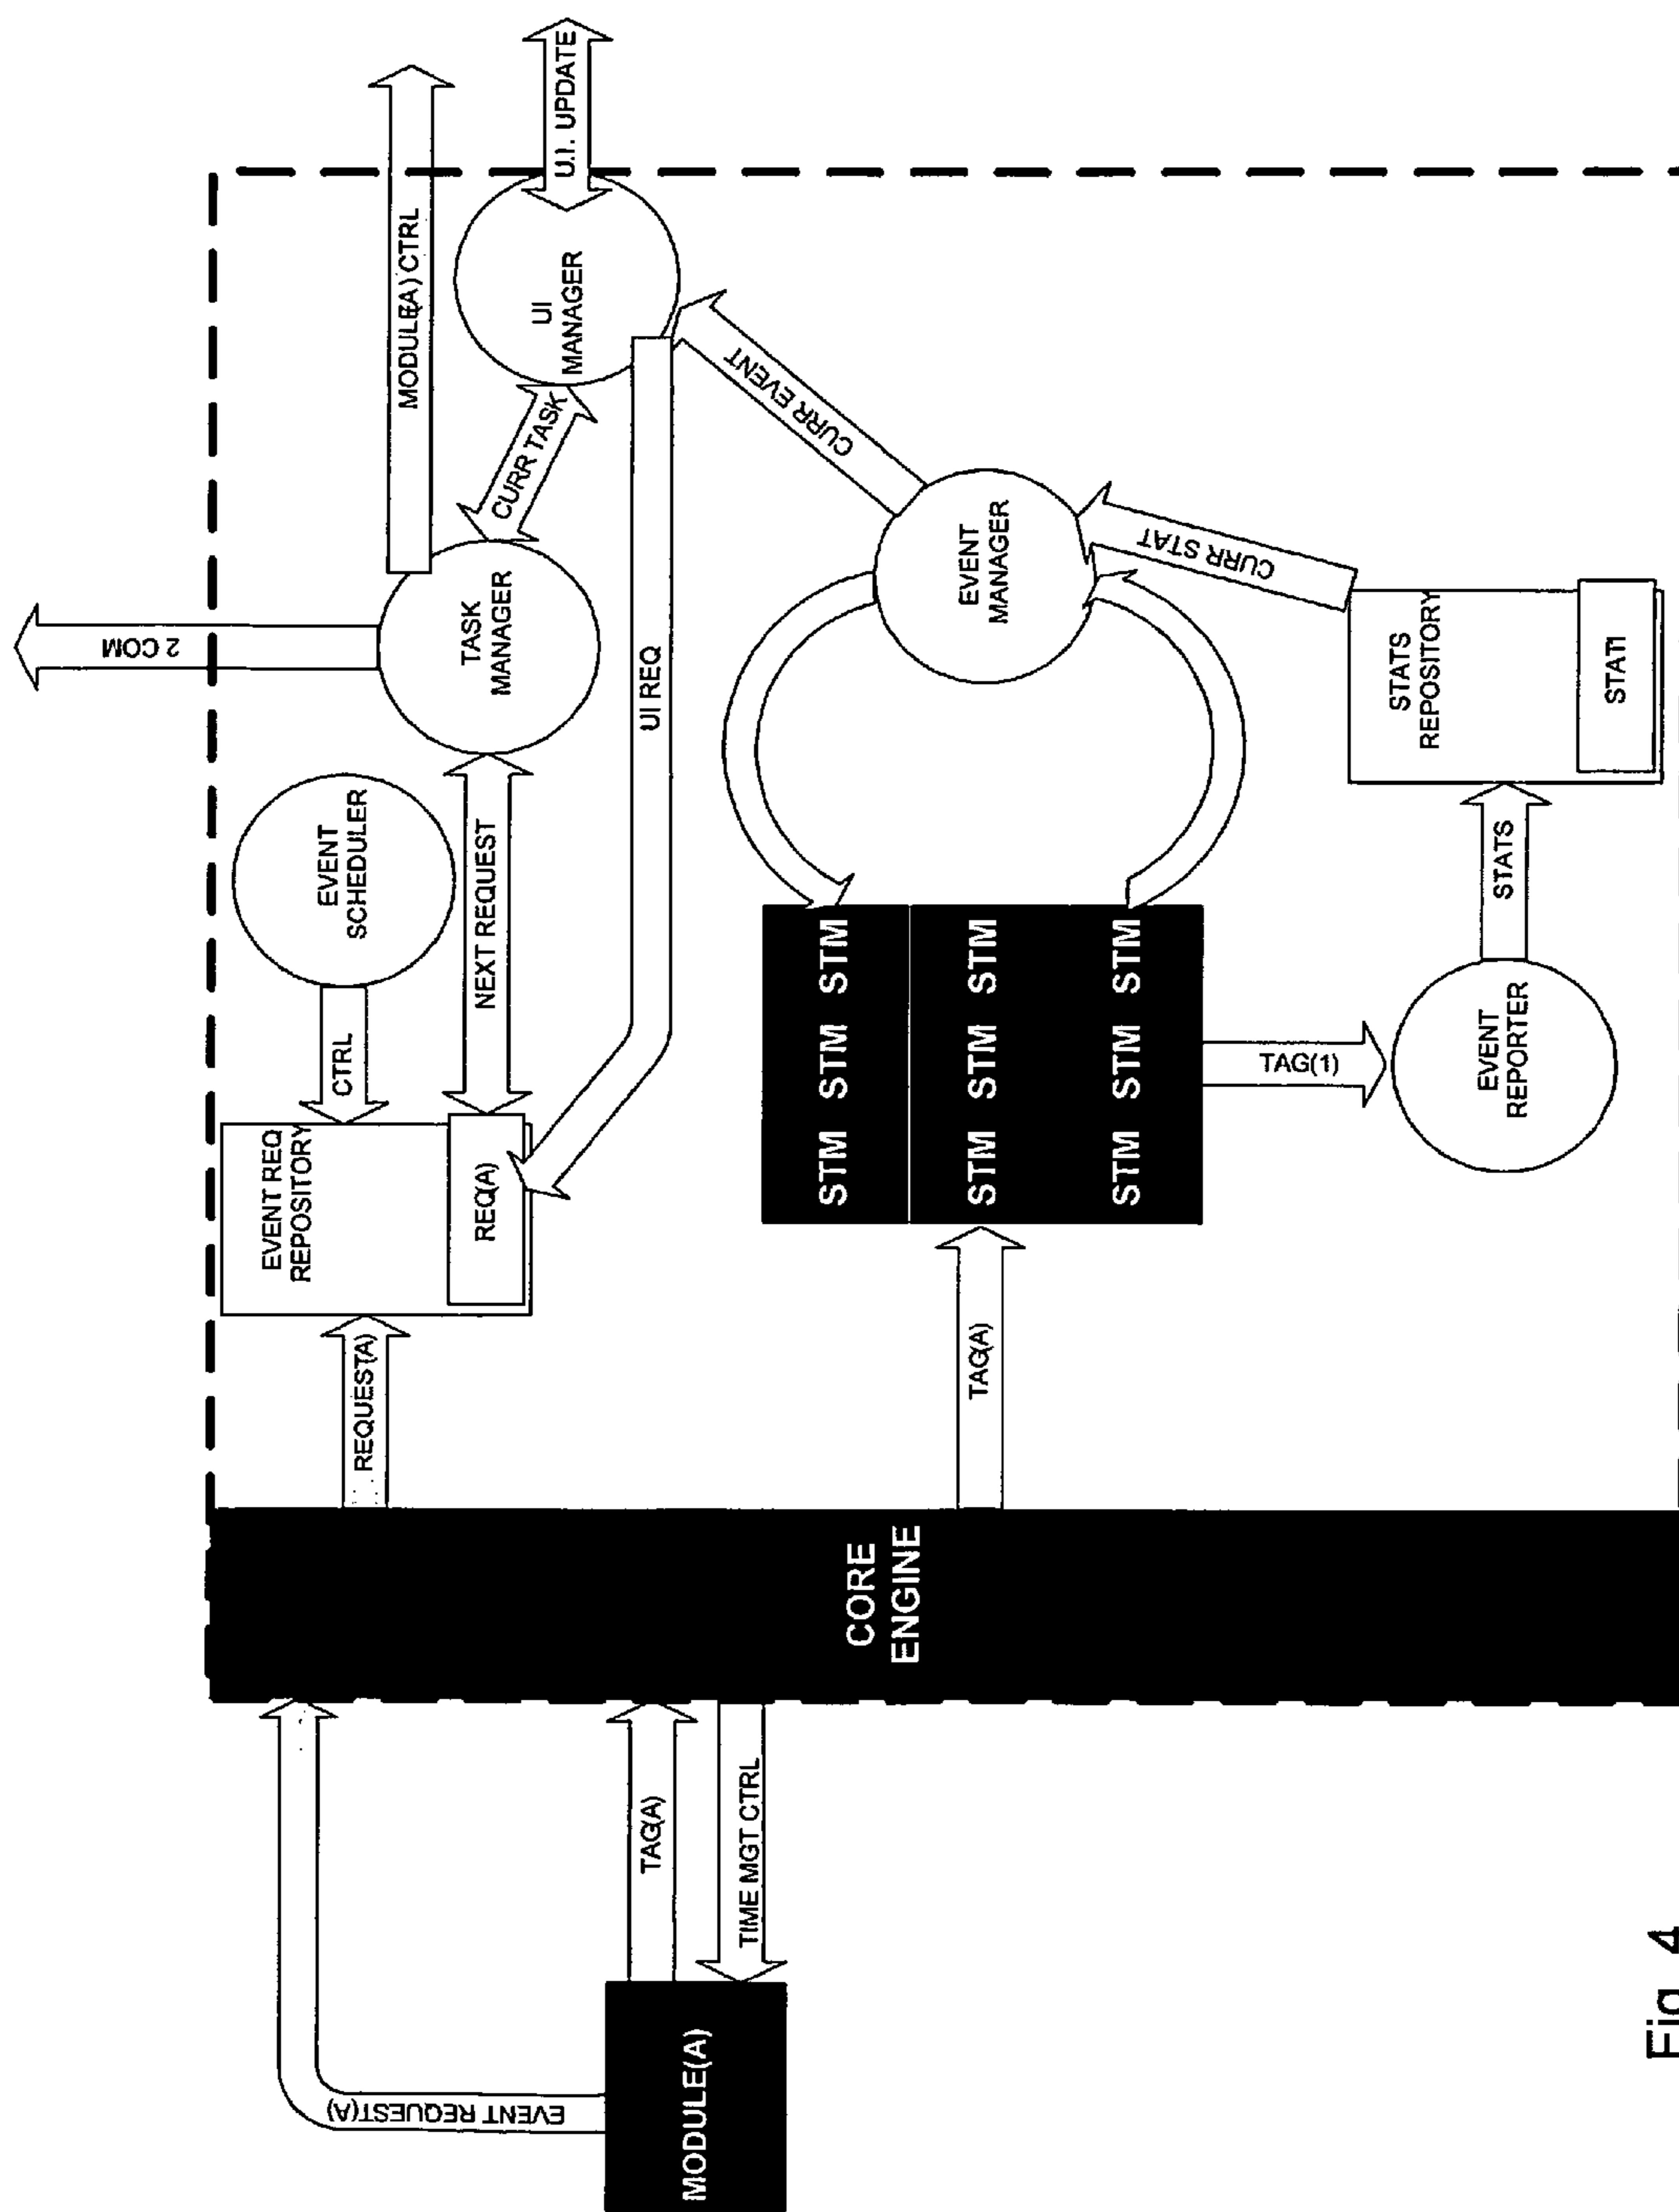 EVENT REQUEST(A)
MODULE(A)
TAG(A)
TIME MGT CTRL
CORE
ENGINE
REQUEST(A)
EVENT REQ
REPOSITORY
REQ(A)
CTRL
EVENT
SCHEDULER
NEXT REQUEST
2 COM
TASK
MANAGER
MODULE(A) CTRL
CURR TASK
UI
MANAGER
U.I. UPDATE
UI REQ
TAG(A)
STM STM STM
STM STM STM
STM STM STM
EVENT
MANAGER
CURR EVENT
CURR STAT
TAG(1)
EVENT
REPORTER
STATS
STATS
REPOSITORY
STAT1
Fig. 4